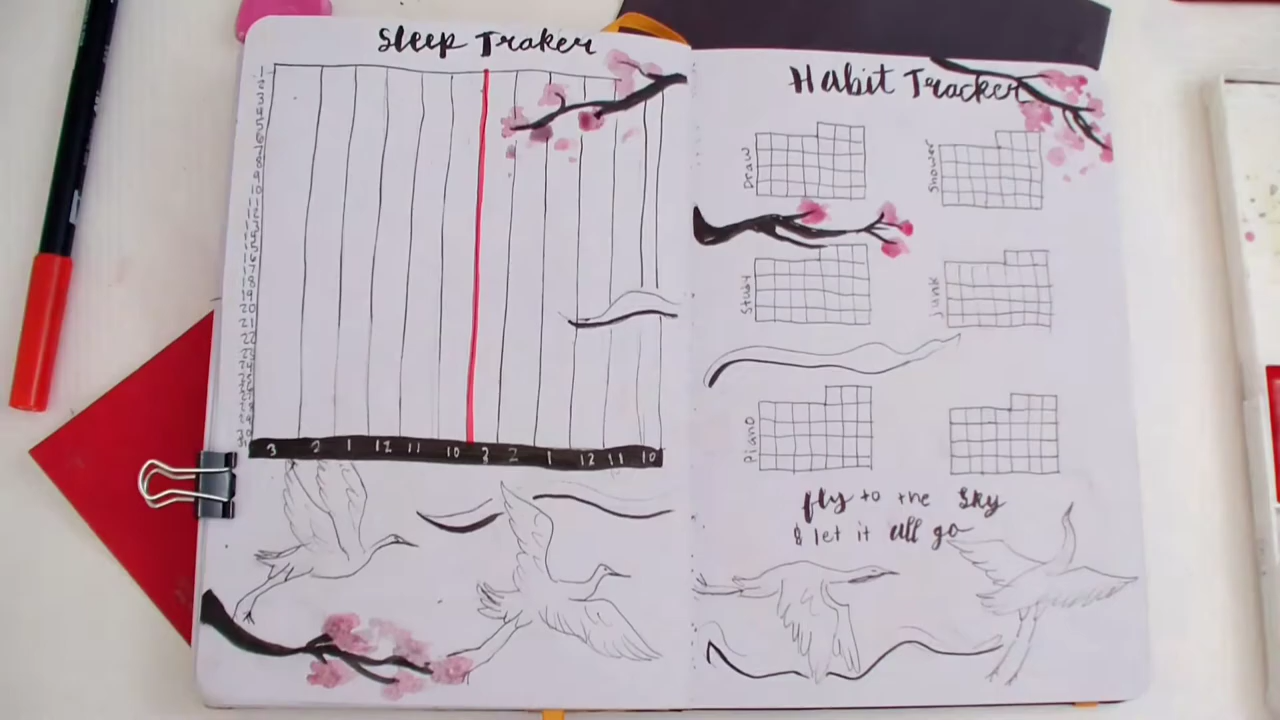 Sleep Traker
3 2 1 12 11 10 3 2 1 12 11 10
Habit Tracker
Draw
Shower
Study
Junk
Piano
fly to the sky
& let it all go